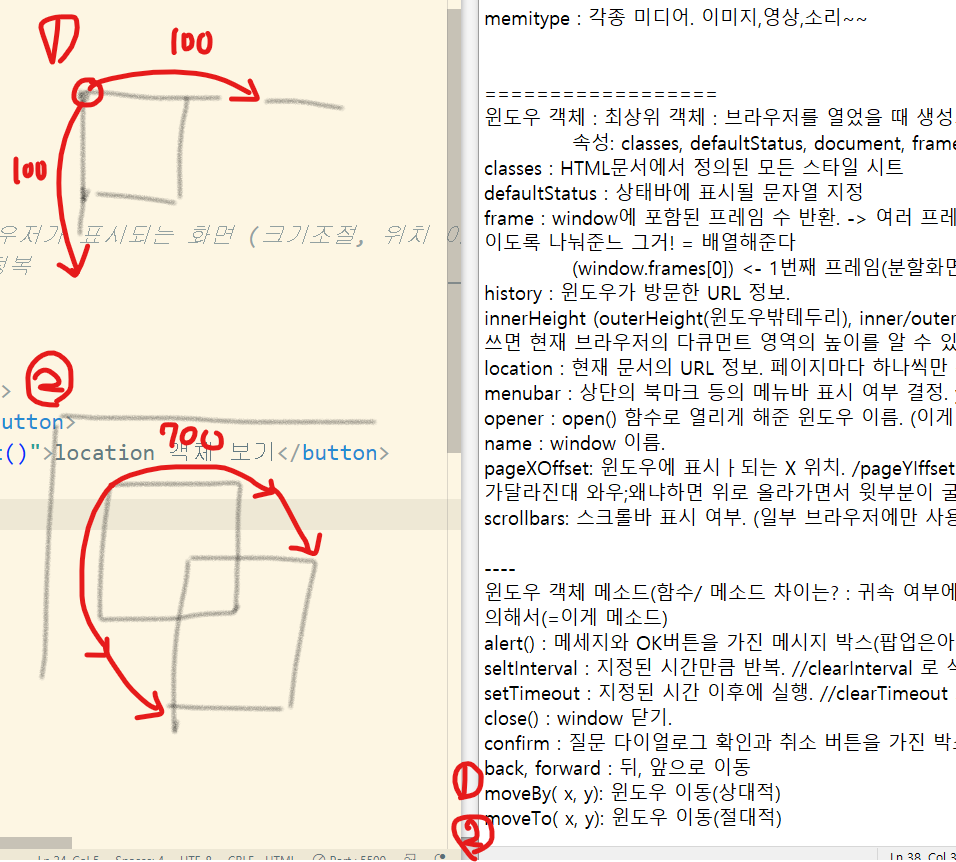 ①
100
100
우저가 표시되는 화면 (크기조절, 위치 이
②
>
utton>
t()">location 객체 보기</button>
700
memitype : 각종 미디어. 이미지,영상,소리~~
==================
윈도우 객체 : 최상위 객체 : 브라우저를 열었을 때 생성
속성: classes, defaultStatus, document, frame
classes : HTML문서에서 정의된 모든 스타일 시트
defaultStatus : 상태바에 표시될 문자열 지정
frame : window에 포함된 프레임 수 반환. -> 여러 프레
이도록 나눠준느 그거! = 배열해준다
(window.frames[0]) <- 1번째 프레임(분할화면
history : 윈도우가 방문한 URL 정보.
innerHeight (outerHeight(윈도우밖테두리), inner/outer
쓰면 현재 브라우저의 다큐먼트 영역의 높이를 알 수 있
location : 현재 문서의 URL 정보. 페이지마다 하나씩만
menubar : 상단의 북마크 등의 메뉴바 표시 여부 결정.
opener : open() 함수로 열리게 해준 윈도우 이름. (이게
name : window 이름.
pageXOffset: 윈도우에 표시ㅏ되는 X 위치. /pageYIffset
가달라진대 와우;왜냐하면 위로 올라가면서 윗부분이 굴
scrollbars: 스크롤바 표시 여부. (일부 브라우저에만 사용
----
윈도우 객체 메소드(함수/ 메소드 차이는? : 귀속 여부에
의해서(=이게 메소드)
alert() : 메세지와 OK버튼을 가진 메시지 박스(팝업은아
seltInterval : 지정된 시간만큼 반복. //clearInterval 로
setTimeout : 지정된 시간 이후에 실행. //clearTimeout
close() : window 닫기.
confirm : 질문 다이얼로그 확인과 취소 버튼을 가진 박스
back, forward : 뒤, 앞으로 이동
① moveBy( x, y): 윈도우 이동(상대적)
② moveTo( x, y): 윈도우 이동(절대적)